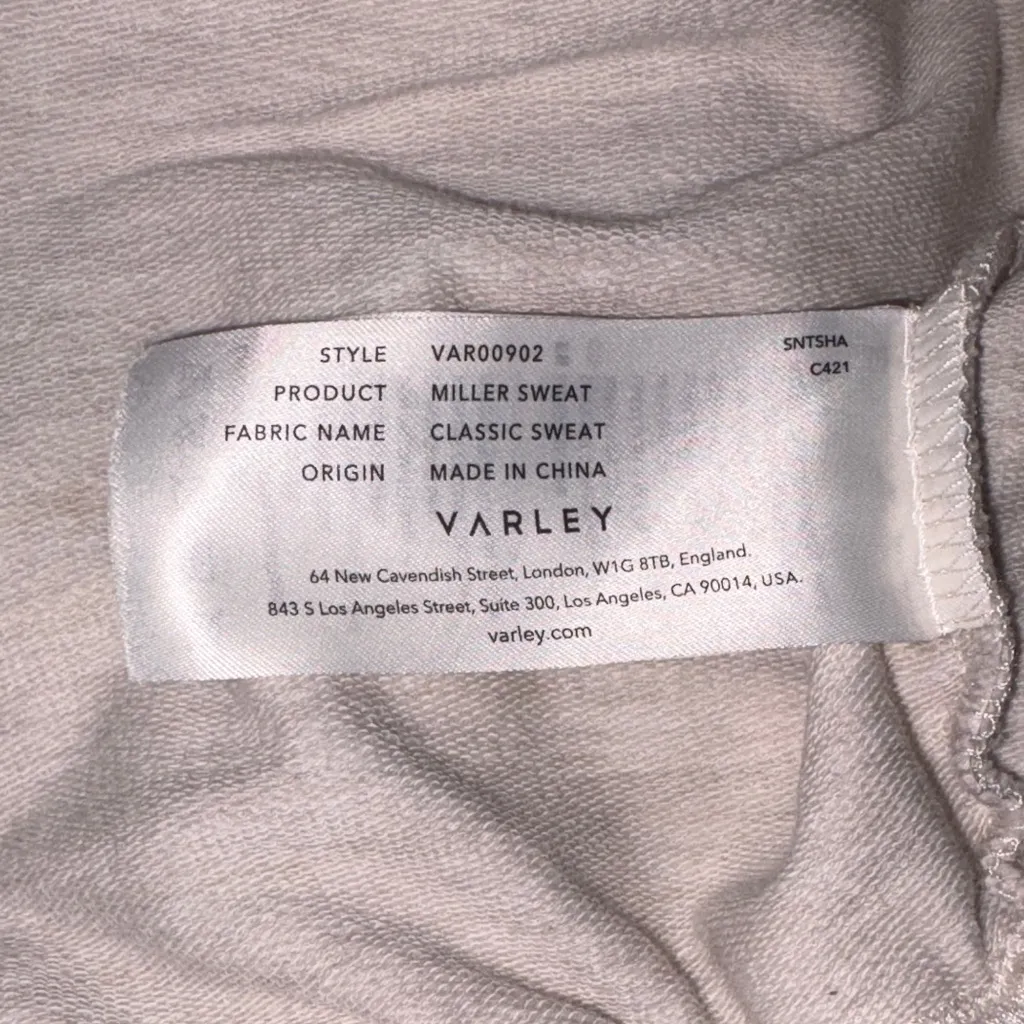 STYLE VAR00902 SNTSHA
PRODUCT MILLER SWEAT C421
FABRIC NAME CLASSIC SWEAT
ORIGIN MADE IN CHINA
VARLEY
64 New Cavendish Street, London, W1G 8TB, England.
843 S Los Angeles Street, Suite 300, Los Angeles, CA 90014, USA.
varley.com